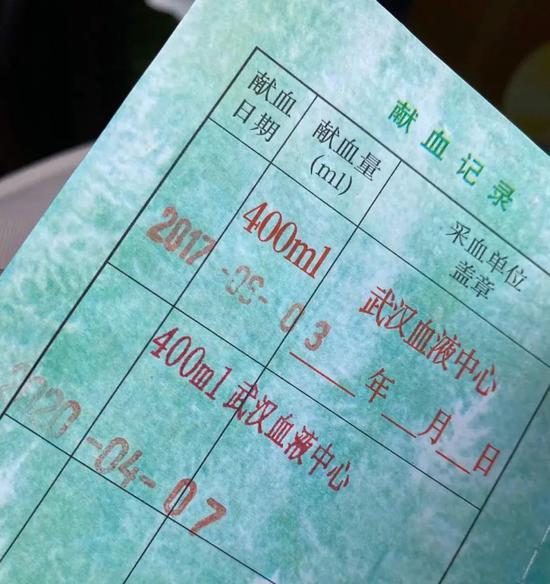 献血记录
献血日期
献血量(ml)
采血单位盖章
400ml
武汉血液中心
2017-05-03
年 月 日
400ml 武汉血液中心
2020-04-07